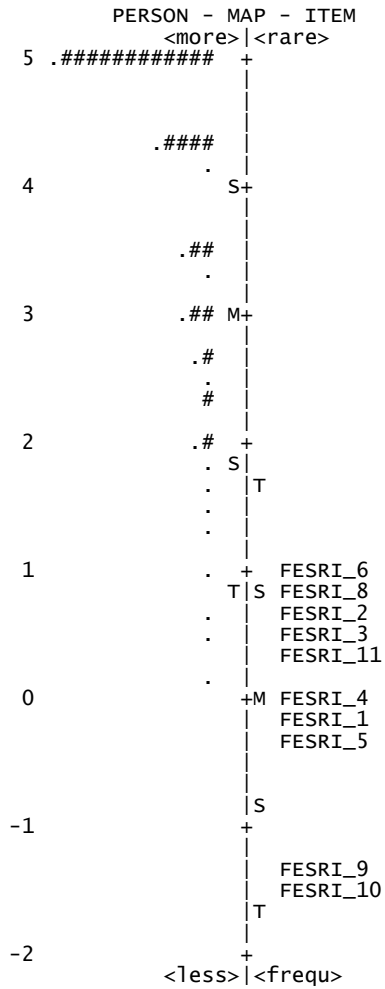 PERSON - MAP - ITEM
<more>|<rare>
5 .############ +
|
|
|
.#### |
. |
4 S+
|
.## |
. |
|
3 .## M+
|
.# |
. |
# |
2 .# +
. S|
. |T
. |
. |
|
1 . + FESRI_6
T|S FESRI_8
. | FESRI_2
. | FESRI_3
| FESRI_11
. |
0 +M FESRI_4
| FESRI_1
| FESRI_5
|
|
|S
-1 +
|
| FESRI_9
| FESRI_10
|T
|
-2 +
<less>|<frequ>